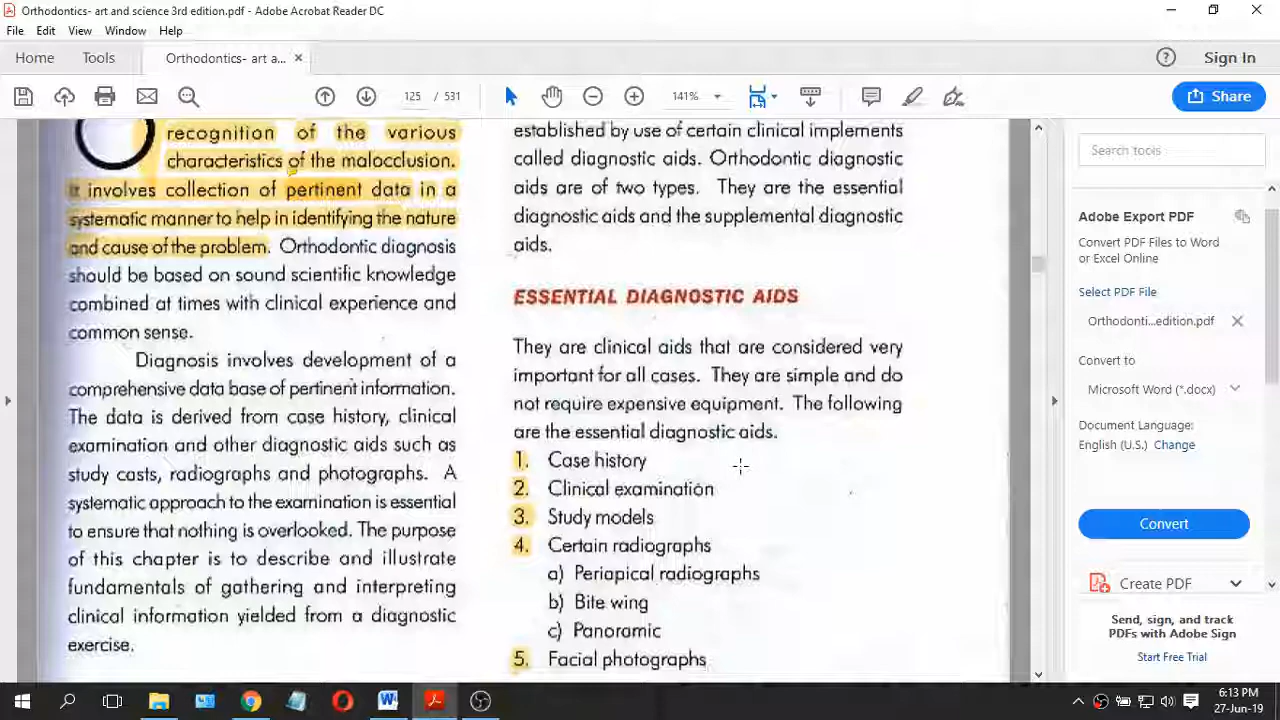 Orthodontics- art and science 3rd edition.pdf - Adobe Acrobat Reader DC
File Edit View Window Help
Home Tools Orthodontics- art a... ×
Sign In
125 / 531
141%
Share
recognition of the various
characteristics of the malocclusion.
It involves collection of pertinent data in a
systematic manner to help in identifying the nature
and cause of the problem. Orthodontic diagnosis
should be based on sound scientific knowledge
combined at times with clinical experience and
common sense.
Diagnosis involves development of a
comprehensive data base of pertinent information.
The data is derived from case history, clinical
examination and other diagnostic aids such as
study casts, radiographs and photographs. A
systematic approach to the examination is essential
to ensure that nothing is overlooked. The purpose
of this chapter is to describe and illustrate
fundamentals of gathering and interpreting
clinical information yielded from a diagnostic
exercise.
established by use of certain clinical implements
called diagnostic aids. Orthodontic diagnostic
aids are of two types. They are the essential
diagnostic aids and the supplemental diagnostic
aids.
ESSENTIAL DIAGNOSTIC AIDS
They are clinical aids that are considered very
important for all cases. They are simple and do
not require expensive equipment. The following
are the essential diagnostic aids.
1. Case history
2. Clinical examination
3. Study models
4. Certain radiographs
a) Periapical radiographs
b) Bite wing
c) Panoramic
5. Facial photographs
Search tools
Adobe Export PDF
Convert PDF Files to Word
or Excel Online
Select PDF File
Orthodonti...edition.pdf
Convert to
Microsoft Word (*.docx)
Document Language:
English (U.S.) Change
Convert
Create PDF
Send, sign, and track
PDFs with Adobe Sign
Start Free Trial
6:13 PM
27-Jun-19